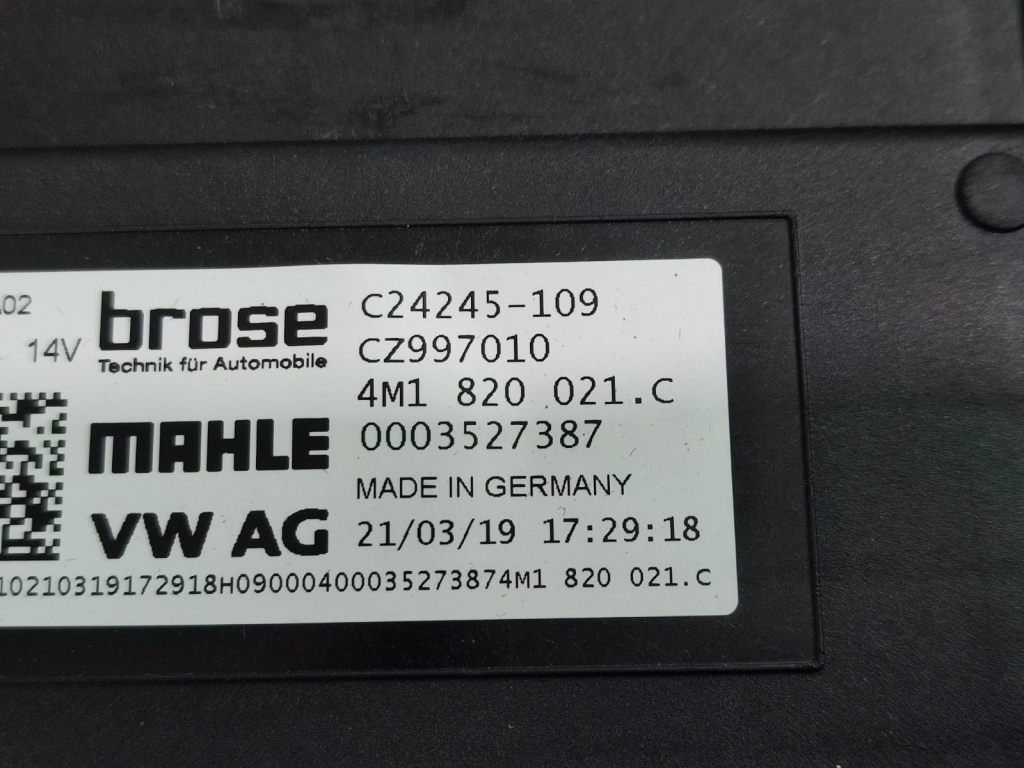 A02
14V
brose
Technik für Automobile
C24245-109
CZ997010
4M1 820 021.C
0003527387
MAHLE
MADE IN GERMANY
VW AG
21/03/19 17:29:18
10210319172918H09000400035273874M1 820 021.C